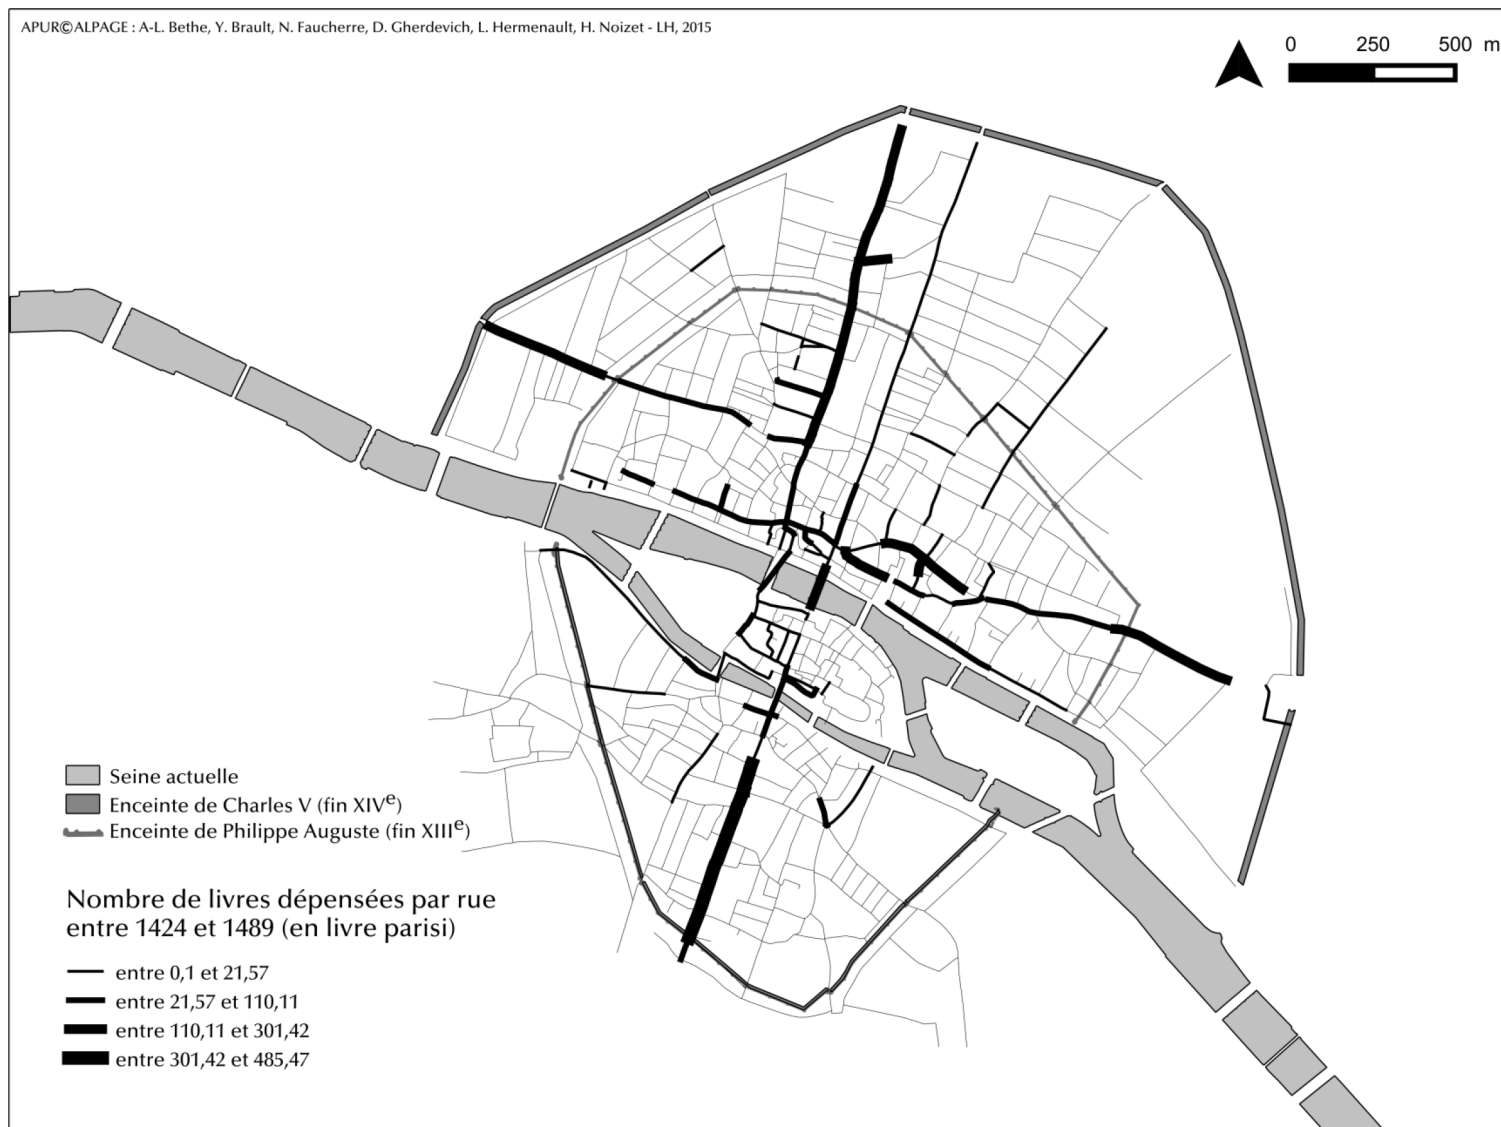 APUR©ALPAGE : A-L. Bethe, Y. Brault, N. Faucherre, D. Gherdevich, L. Hermenault, H. Noizet - LH, 2015
0 250 500 m
Seine actuelle
Enceinte de Charles V (fin XIVe)
Enceinte de Philippe Auguste (fin XIIIe)
Nombre de livres dépensées par rue
entre 1424 et 1489 (en livre parisi)
entre 0,1 et 21,57
entre 21,57 et 110,11
entre 110,11 et 301,42
entre 301,42 et 485,47